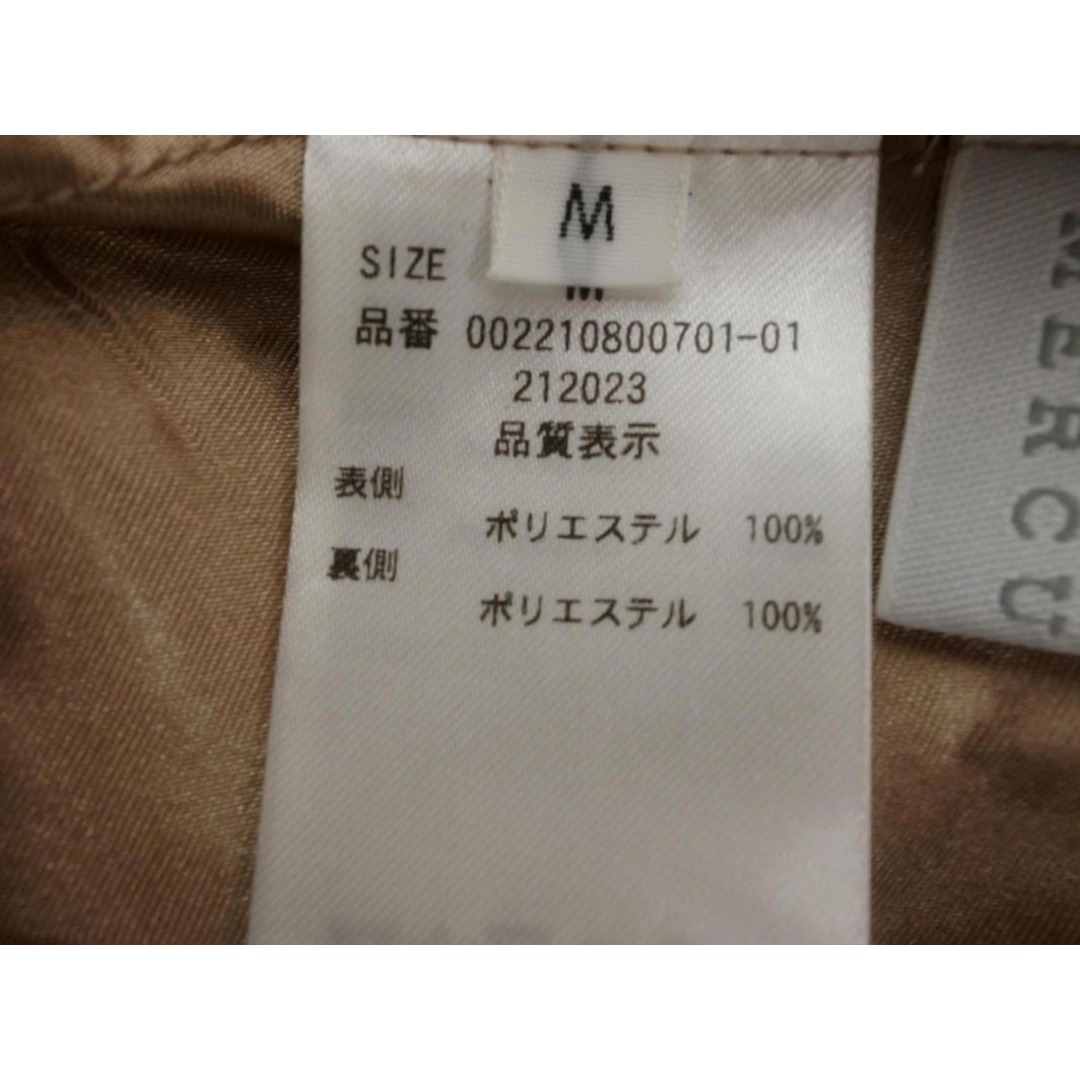 M
SIZE M
品番 002210800701-01
212023
品質表示
表側
ポリエステル 100%
裏側
ポリエステル 100%
MERCU